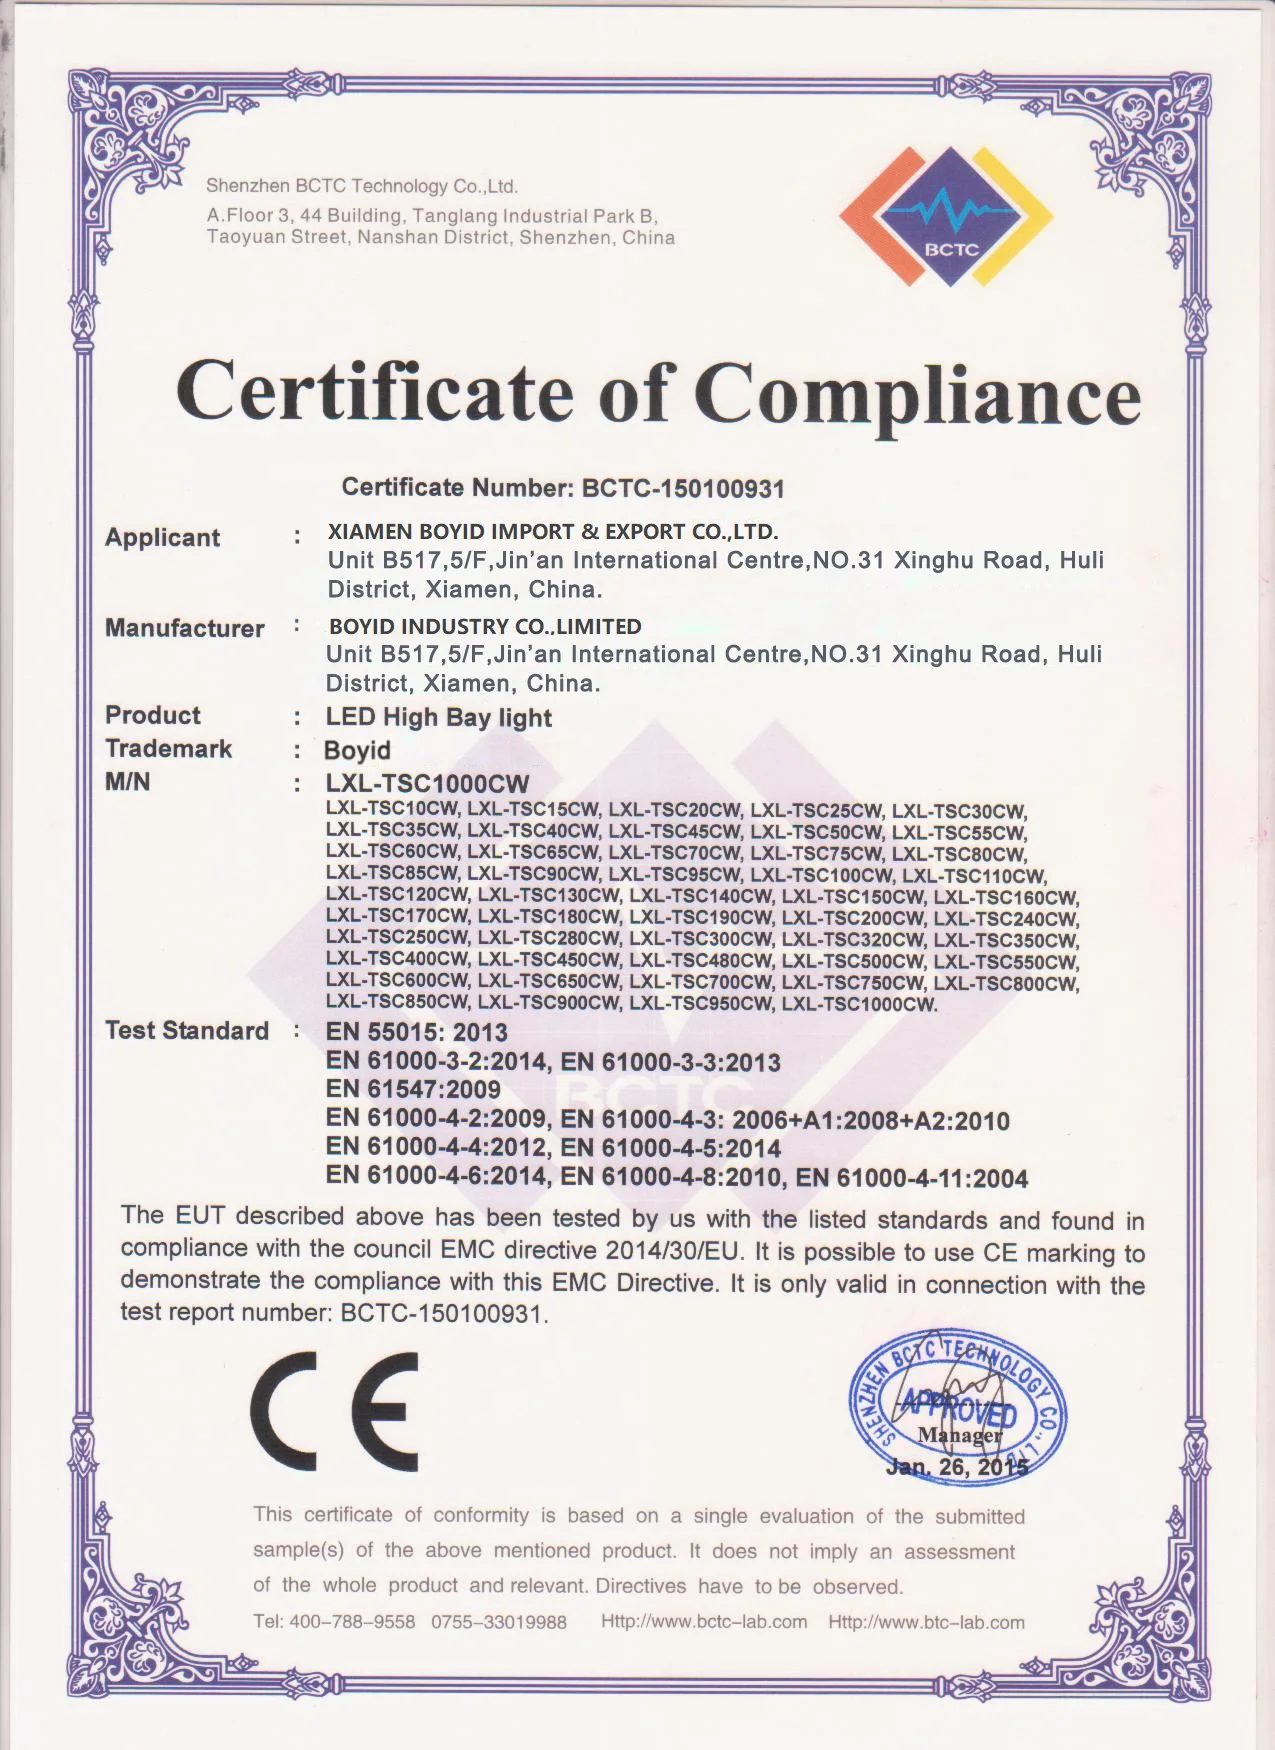 Shenzhen BCTC Technology Co.,Ltd.
A.Floor 3, 44 Building, Tanglang Industrial Park B,
Taoyuan Street, Nanshan District, Shenzhen, China
BCTC
Certificate of Compliance
Certificate Number: BCTC-150100931
Applicant : XIAMEN BOYID IMPORT & EXPORT CO.,LTD.
Unit B517,5/F,Jin'an International Centre,NO.31 Xinghu Road, Huli
District, Xiamen, China.
Manufacturer : BOYID INDUSTRY CO.,LIMITED
Unit B517,5/F,Jin'an International Centre,NO.31 Xinghu Road, Huli
District, Xiamen, China.
Product : LED High Bay light
Trademark : Boyid
M/N : LXL-TSC1000CW
LXL-TSC10CW, LXL-TSC15CW, LXL-TSC20CW, LXL-TSC25CW, LXL-TSC30CW,
LXL-TSC35CW, LXL-TSC40CW, LXL-TSC45CW, LXL-TSC50CW, LXL-TSC55CW,
LXL-TSC60CW, LXL-TSC65CW, LXL-TSC70CW, LXL-TSC75CW, LXL-TSC80CW,
LXL-TSC85CW, LXL-TSC90CW, LXL-TSC95CW, LXL-TSC100CW, LXL-TSC110CW,
LXL-TSC120CW, LXL-TSC130CW, LXL-TSC140CW, LXL-TSC150CW, LXL-TSC160CW,
LXL-TSC170CW, LXL-TSC180CW, LXL-TSC190CW, LXL-TSC200CW, LXL-TSC240CW,
LXL-TSC250CW, LXL-TSC280CW, LXL-TSC300CW, LXL-TSC320CW, LXL-TSC350CW,
LXL-TSC400CW, LXL-TSC450CW, LXL-TSC480CW, LXL-TSC500CW, LXL-TSC550CW,
LXL-TSC600CW, LXL-TSC650CW, LXL-TSC700CW, LXL-TSC750CW, LXL-TSC800CW,
LXL-TSC850CW, LXL-TSC900CW, LXL-TSC950CW, LXL-TSC1000CW.
Test Standard : EN 55015: 2013
EN 61000-3-2:2014, EN 61000-3-3:2013
EN 61547:2009
BCTC
EN 61000-4-2:2009, EN 61000-4-3: 2006+A1:2008+A2:2010
EN 61000-4-4:2012, EN 61000-4-5:2014
EN 61000-4-6:2014, EN 61000-4-8:2010, EN 61000-4-11:2004
The EUT described above has been tested by us with the listed standards and found in
compliance with the council EMC directive 2014/30/EU. It is possible to use CE marking to
demonstrate the compliance with this EMC Directive. It is only valid in connection with the
test report number: BCTC-150100931.
CE
SHENZHEN BCTC TECHNOLOGY CO., LTD
APPROVED
Manager
Jan. 26, 2015
This certificate of conformity is based on a single evaluation of the submitted
sample(s) of the above mentioned product. It does not imply an assessment
of the whole product and relevant. Directives have to be observed.
Tel: 400-788-9558 0755-33019988 Http://www.bctc-lab.com Http://www.btc-lab.com